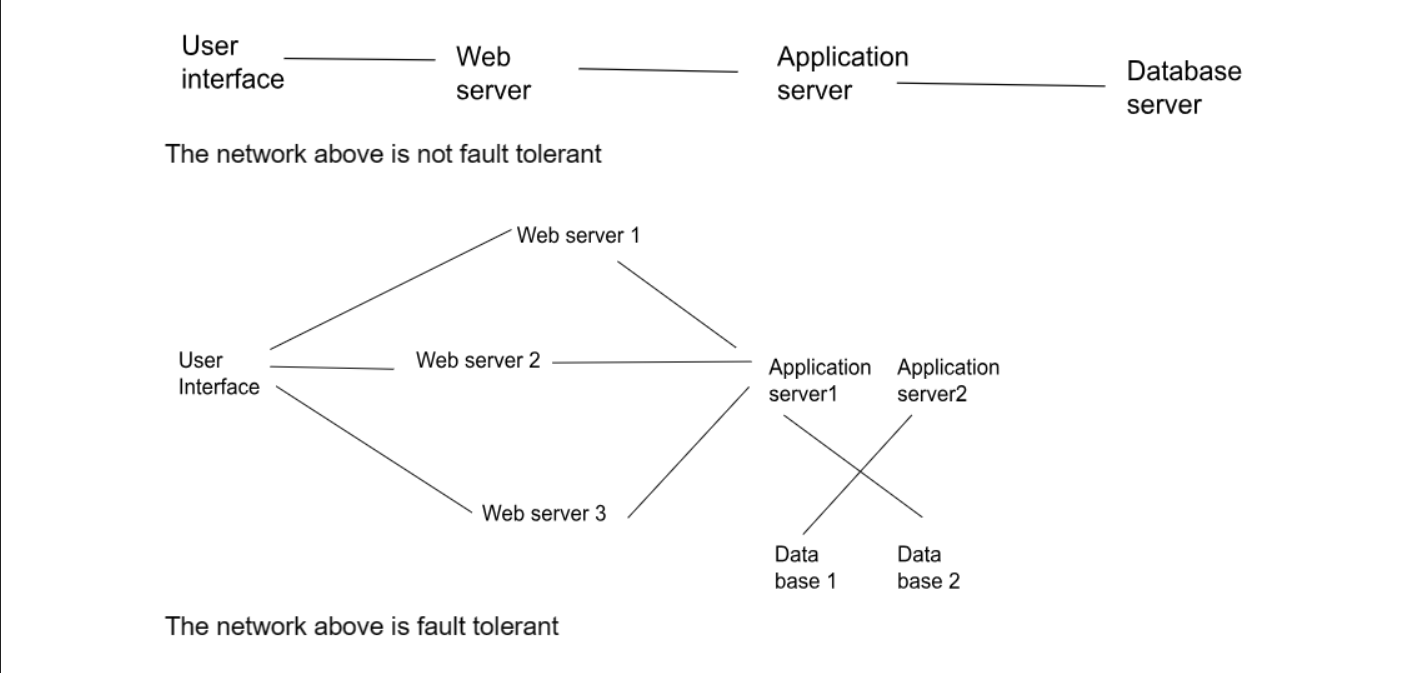 User
interface
Web
server
Application
server
Database
server
The network above is not fault tolerant
Web server 1
User
Interface
Web server 2
Application
server1
Application
server2
Web server 3
Data
base 1
Data
base 2
The network above is fault tolerant